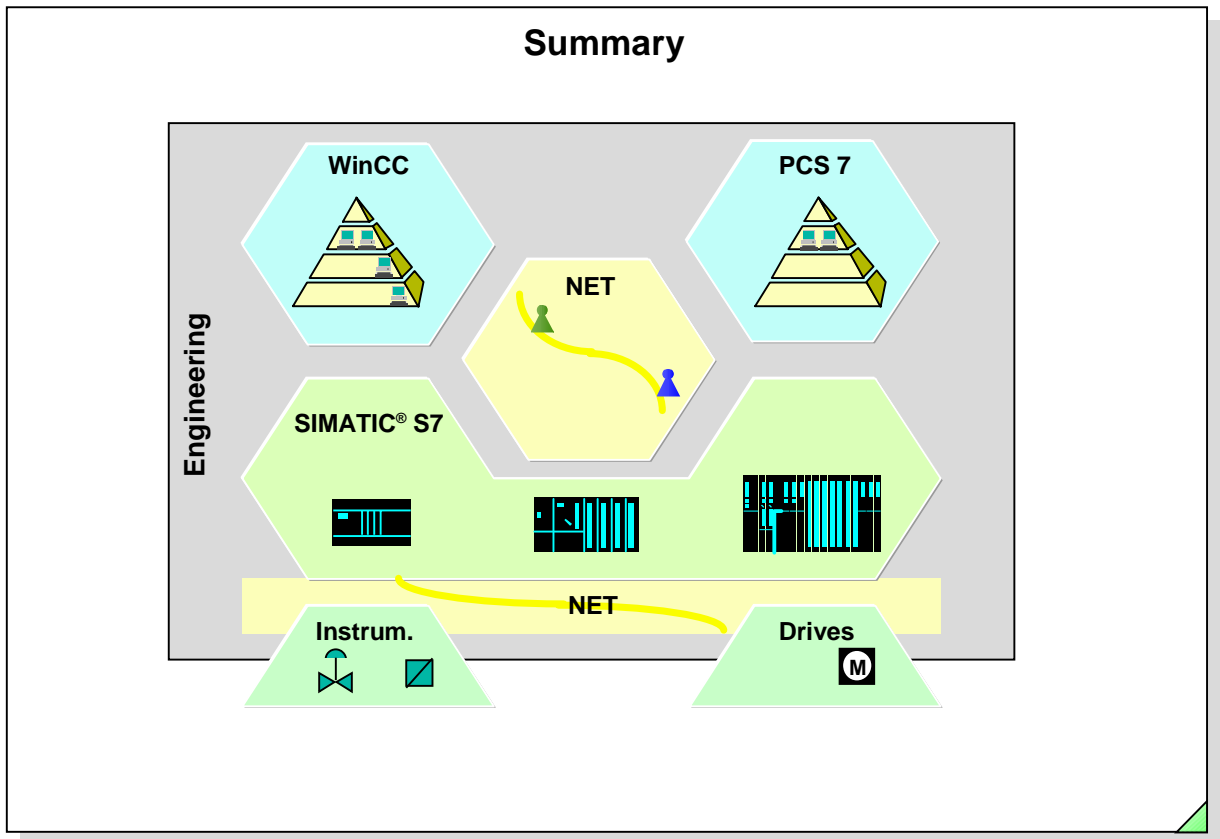 Summary
WinCC
PCS 7
NET
Engineering
SIMATIC® S7
NET
Instrum.
Drives
M